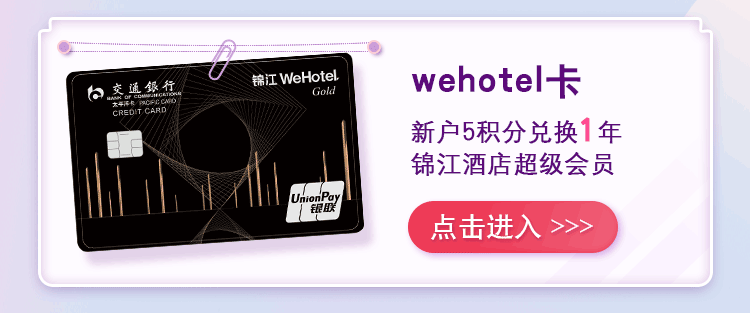 交通银行
BANK OF COMMUNICATIONS
太平洋卡 PACIFIC CARD
CREDIT CARD
锦江 WeHotel
Gold
UnionPay
银联
wehotel卡
新户5积分兑换1年
锦江酒店超级会员
点击进入 >>>